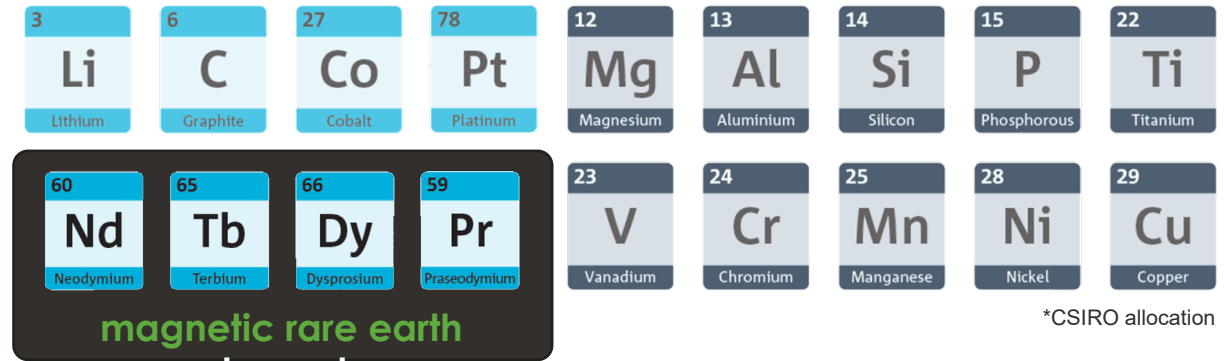 3 6 27 78 12 13 14 15 22
Li C Co Pt Mg Al Si P Ti
Lithium Graphite Cobalt Platinum Magnesium Aluminium Silicon Phosphorous Titanium
60 65 66 59 23 24 25 28 29
Nd Tb Dy Pr V Cr Mn Ni Cu
Neodymium Terbium Dysprosium Praseodymium Vanadium Chromium Manganese Nickel Copper
magnetic rare earth
*CSIRO allocation